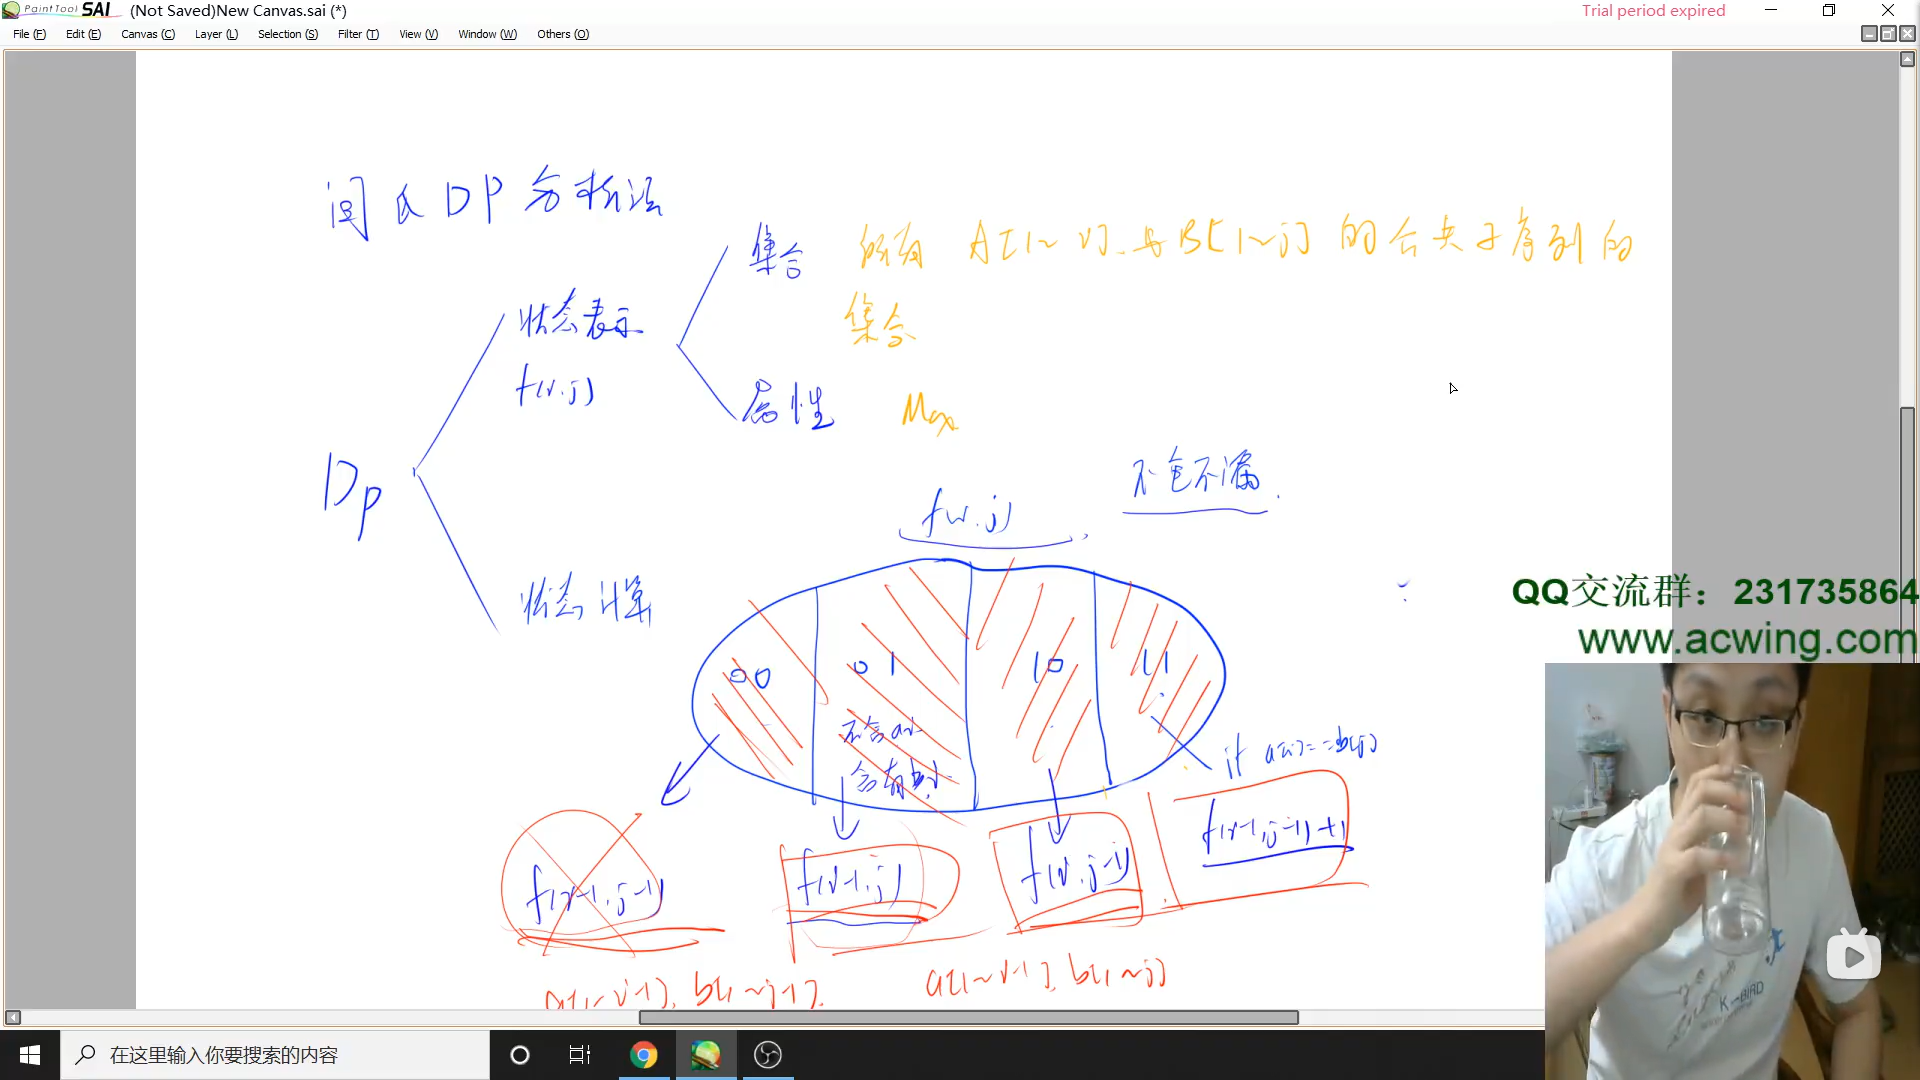 PaintTool SAI (Not Saved)New Canvas.sai (*)
Trial period expired
File (F) Edit (E) Canvas (C) Layer (L) Selection (S) Filter (T) View (V) Window (W) Others (O)
闫氏DP分析法
集合 所有 A[1~i]与B[1~j]的公共子序列的
集合
状态表示
f(i,j)
属性 Max
DP
不重不漏
f(i,j)
状态计算
00 01 10 11
不含ai
含有bj
if a[i]==b[j]
f(i-1,j-1) f(i-1,j) f(i,j-1) f(i-1,j-1)+1
a[1~i-1], b[1~j-1]. a[1~i-1], b[1~j]
QQ交流群：231735864
www.acwing.com
K-BIRD
在这里输入你要搜索的内容